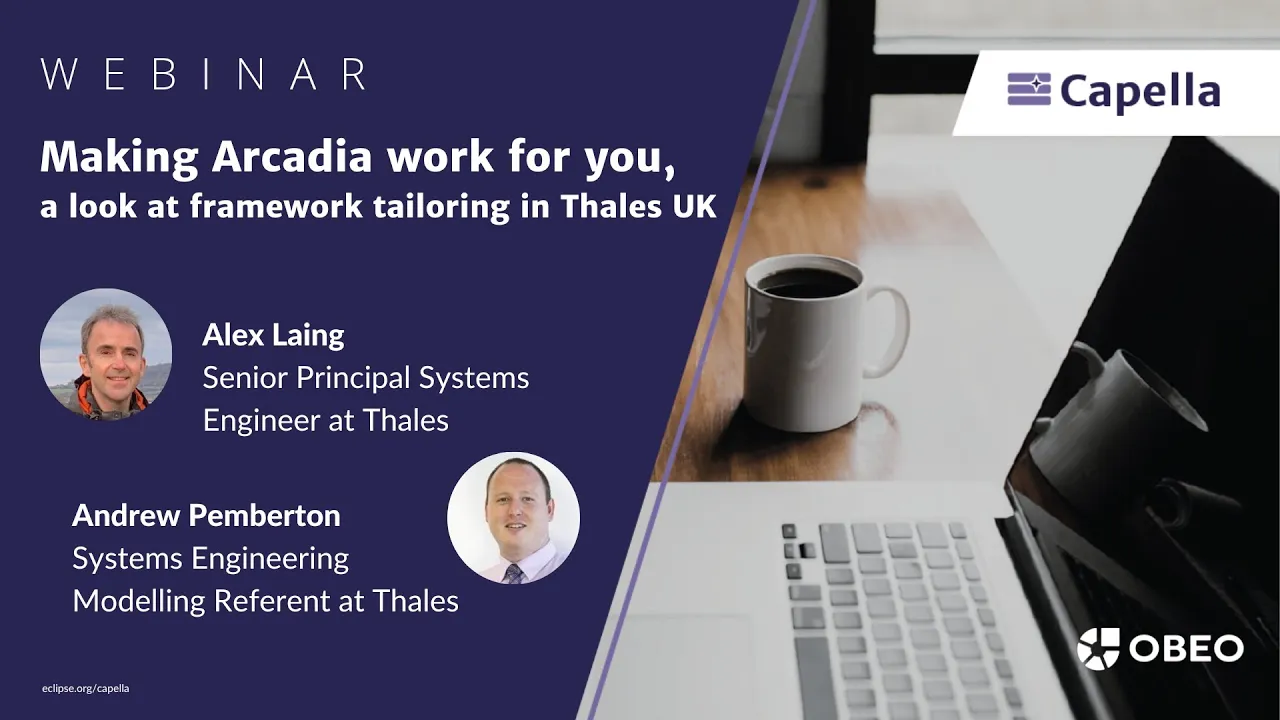 WEBINAR
Capella
Making Arcadia work for you,
a look at framework tailoring in Thales UK
Alex Laing
Senior Principal Systems
Engineer at Thales
Andrew Pemberton
Systems Engineering
Modelling Referent at Thales
OBEO
eclipse.org/capella